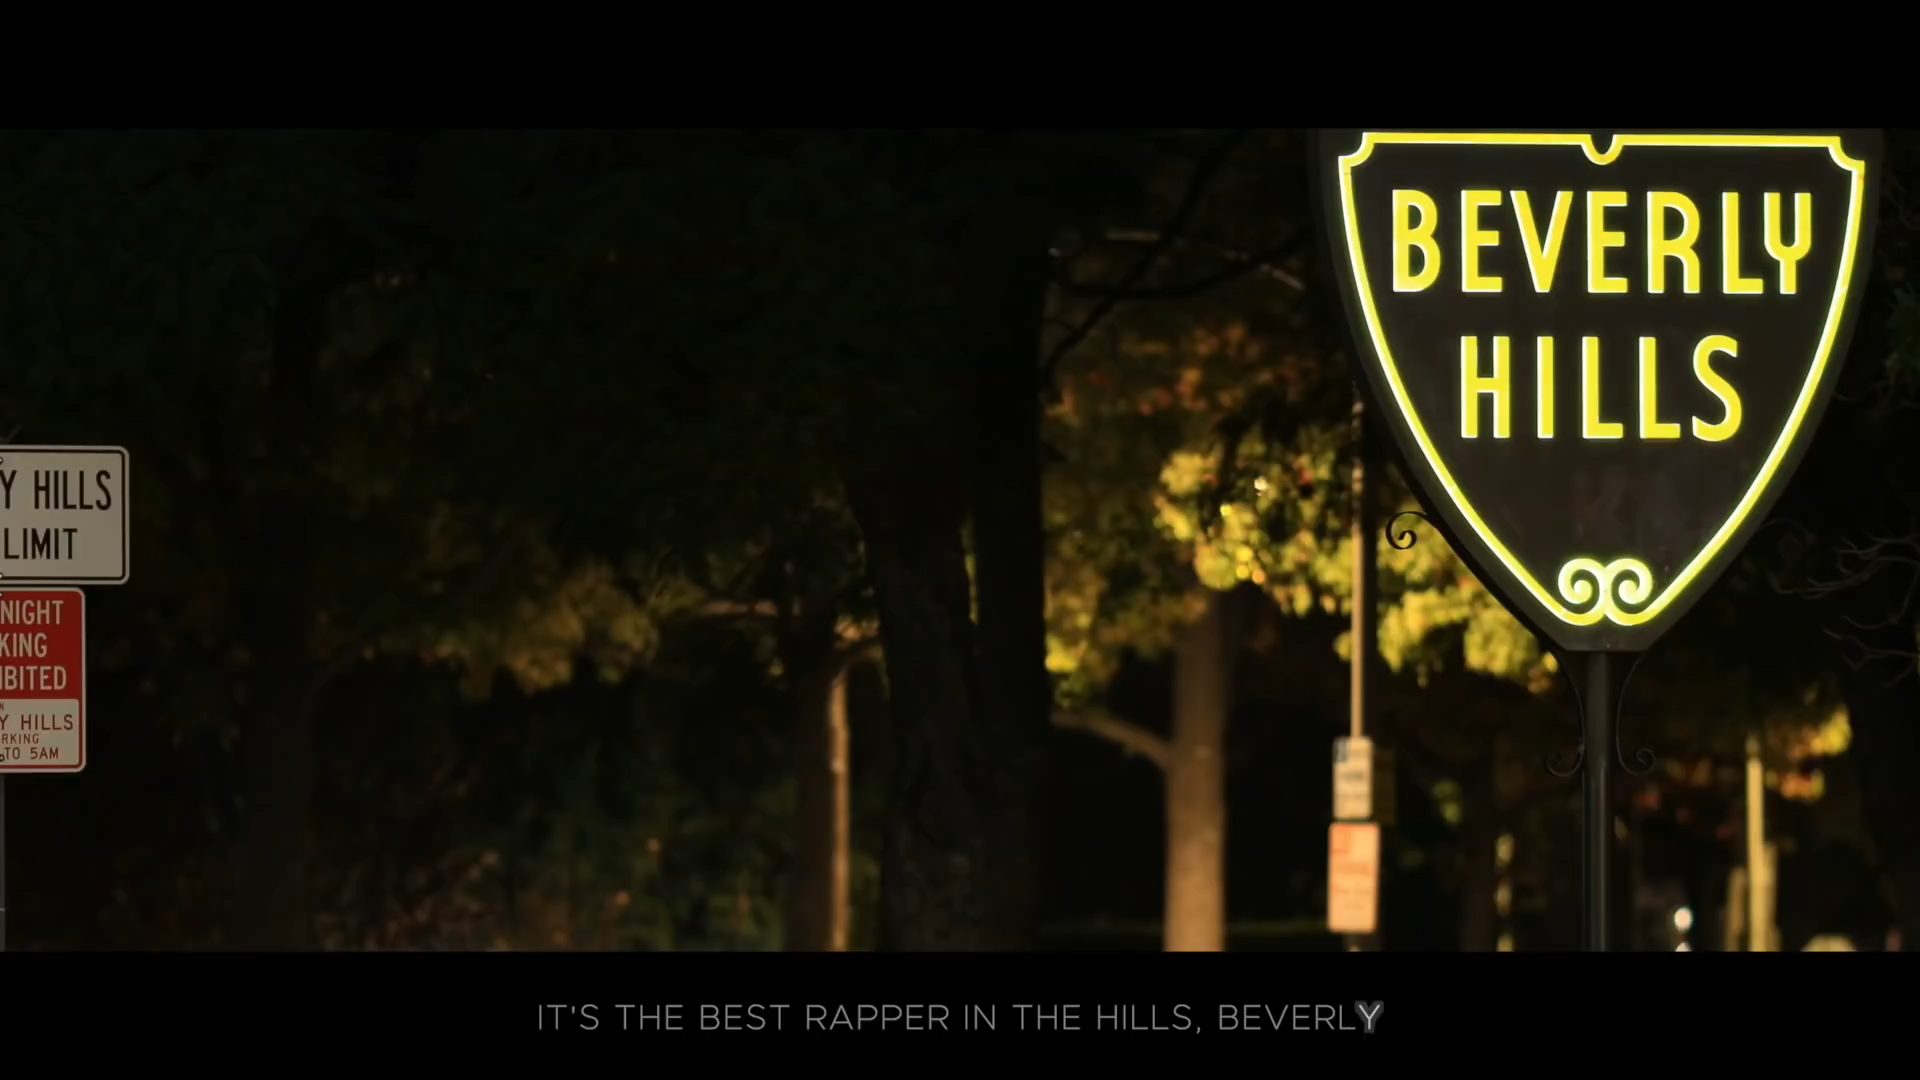 BEVERLY
HILLS
Y HILLS
LIMIT
NIGHT
KING
IBITED
Y HILLS
RKING
TO 5AM
IT'S THE BEST RAPPER IN THE HILLS, BEVERLY